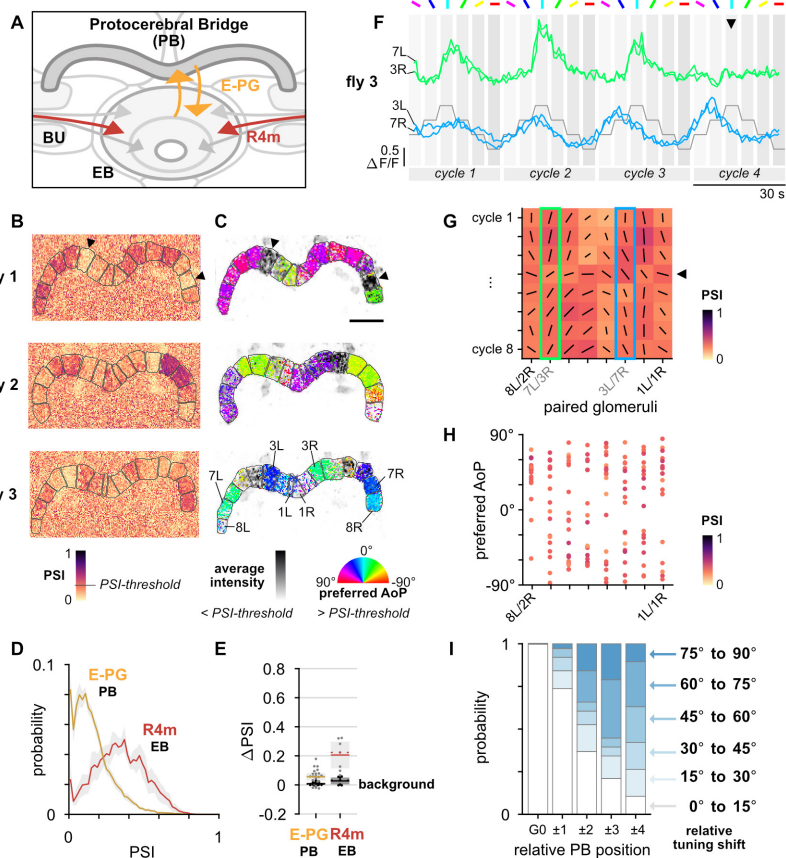 A
Protocerebral Bridge
(PB)
E-PG
R4m
BU
EB
B
C
y 1
y 2
y 3
3L
3R
7L
7R
1L
1R
8L
8R
PSI
1
0
PSI-threshold
average
intensity
< PSI-threshold
0°
90°
-90°
preferred AoP
> PSI-threshold
D
0.1
0
probability
E-PG
PB
R4m
EB
0
1
PSI
E
0.8
0.6
0.4
0.2
0
-0.2
ΔPSI
background
E-PG
PB
R4m
EB
F
7L
3R
fly 3
3L
7R
0.5
ΔF/F
cycle 1
cycle 2
cycle 3
cycle 4
30 s
G
cycle 1
...
cycle 8
8L/2R
7L/3R
3L/7R
1L/1R
paired glomeruli
PSI
1
0
H
90°
0°
-90°
preferred AoP
8L/2R
1L/1R
PSI
1
0
I
1
0
probability
G0
±1
±2
±3
±4
relative PB position
75° to 90°
60° to 75°
45° to 60°
30° to 45°
15° to 30°
0° to 15°
relative
tuning shift